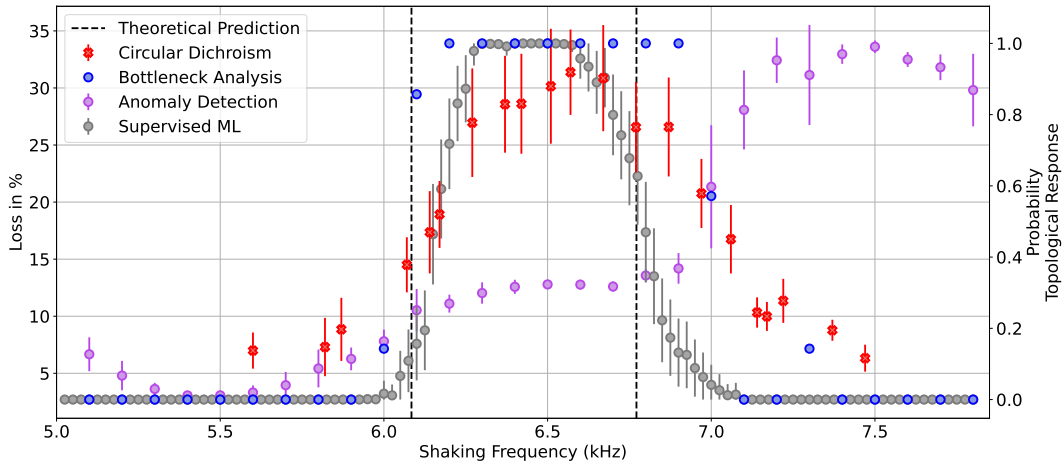 Theoretical Prediction
Circular Dichroism
Bottleneck Analysis
Anomaly Detection
Supervised ML
35
30
25
20
15
10
5
Loss in %
1.0
0.8
0.6
0.4
0.2
0.0
Probability
Topological Response
5.0 5.5 6.0 6.5 7.0 7.5
Shaking Frequency (kHz)